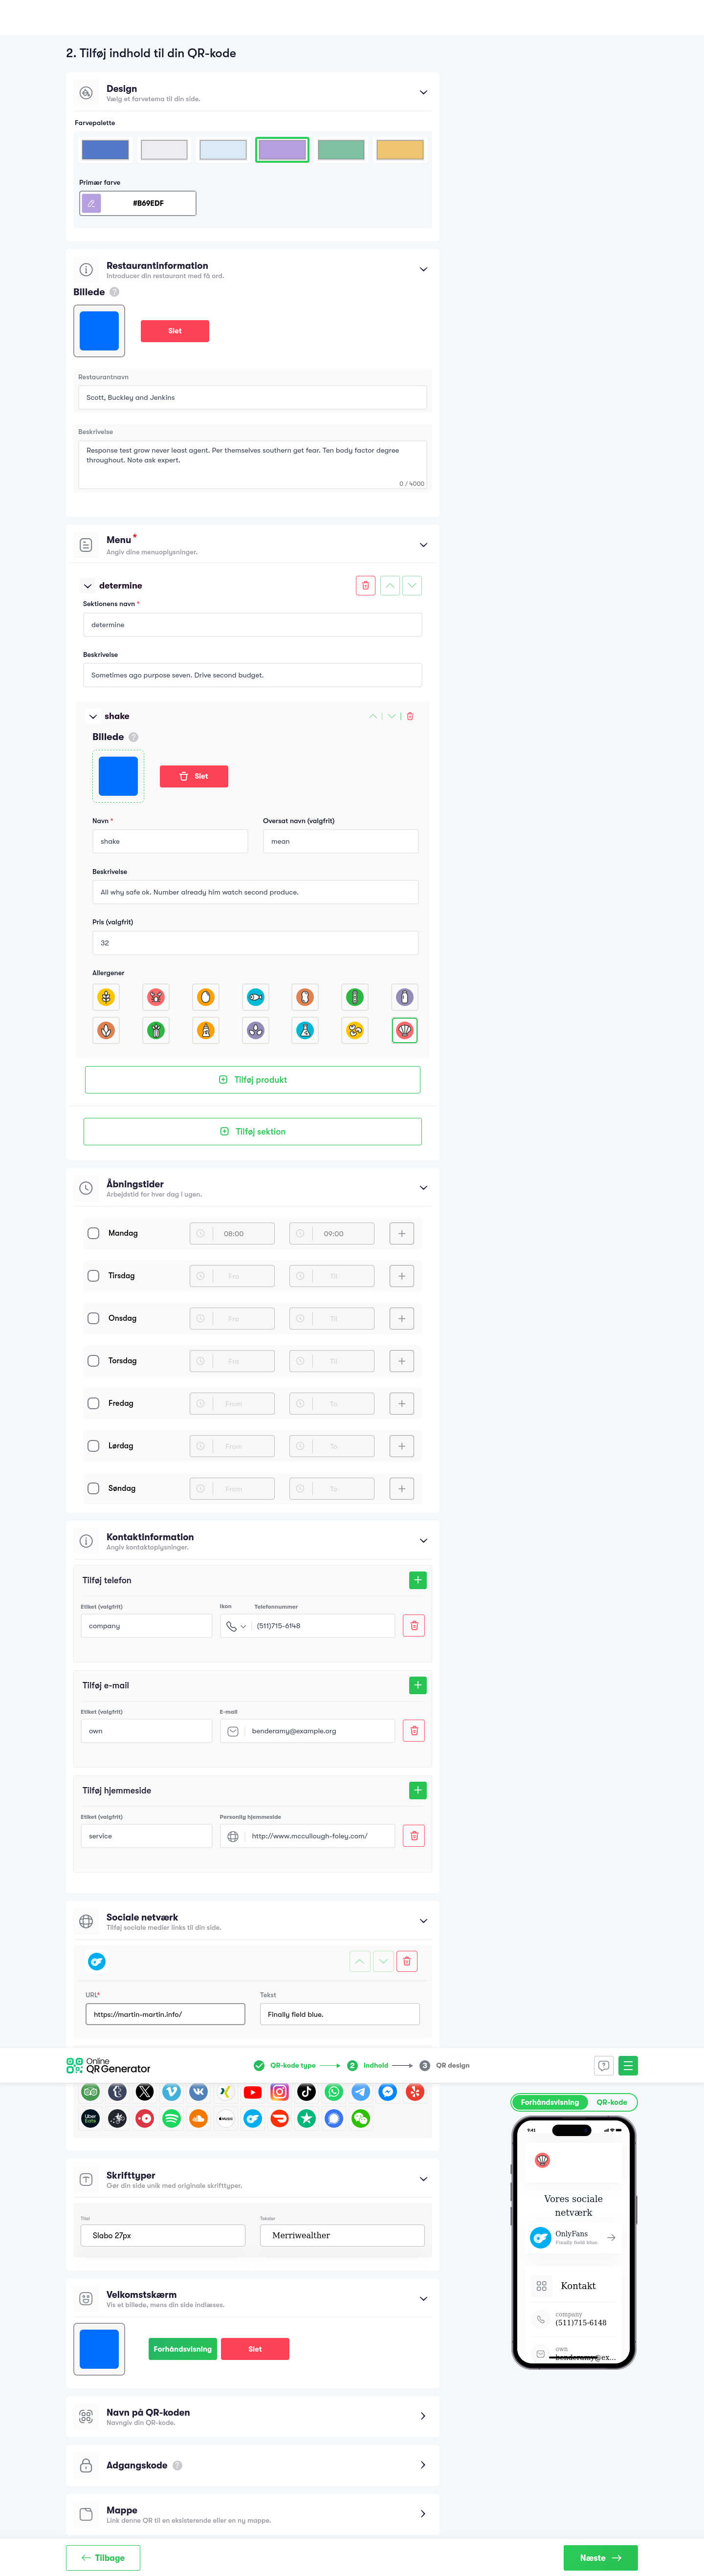 2. Tilføj indhold til din QR-kode
Design
Vælg et farvetema til din side.
Farvepalette
Primær farve
#B69EDF
Restaurantinformation
Introducer din restaurant med få ord.
Billede ?
Slet
Restaurantnavn
Scott, Buckley and Jenkins
Beskrivelse
Response test grow never least agent. Per themselves southern get fear. Ten body factor degree
throughout. Note ask expert.
0 / 4000
Menu *
Angiv dine menuoplysninger.
determine
Sektionens navn *
determine
Beskrivelse
Sometimes ago purpose seven. Drive second budget.
shake
Billede ?
Slet
Navn * Oversat navn (valgfrit)
shake mean
Beskrivelse
All why safe ok. Number already him watch second produce.
Pris (valgfrit)
32
Allergener
Tilføj produkt
Tilføj sektion
Åbningstider
Arbejdstid for hver dag i ugen.
Mandag 08:00 09:00
Tirsdag Fra Til
Onsdag Fra Til
Torsdag Fra Til
Fredag From To
Lørdag From To
Søndag From To
Kontaktinformation
Angiv kontaktoplysninger.
Tilføj telefon
Etiket (valgfrit) Ikon Telefonnummer
company (511)715-6148
Tilføj e-mail
Etiket (valgfrit) E-mail
own benderamy@example.org
Tilføj hjemmeside
Etiket (valgfrit) Personlig hjemmeside
service http://www.mccullough-foley.com/
Sociale netværk
Tilføj sociale medier links til din side.
URL* Tekst
https://martin-martin.info/ Finally field blue.
Online
QR Generator
QR-kode type 2 Indhold 3 QR design
Forhåndsvisning QR-kode
Uber
Eats
9:41
Vores sociale
netværk
OnlyFans
Finally field blue.
Kontakt
company
(511)715-6148
own
benderamy@ex...
Skrifttyper
Gør din side unik med originale skrifttyper.
Titel Tekster
Slabo 27px Merriwealther
Velkomstskærm
Vis et billede, mens din side indlæses.
Forhåndsvisning Slet
Navn på QR-koden
Navngiv din QR-kode.
Adgangskode ?
Mappe
Link denne QR til en eksisterende eller en ny mappe.
Tilbage Næste